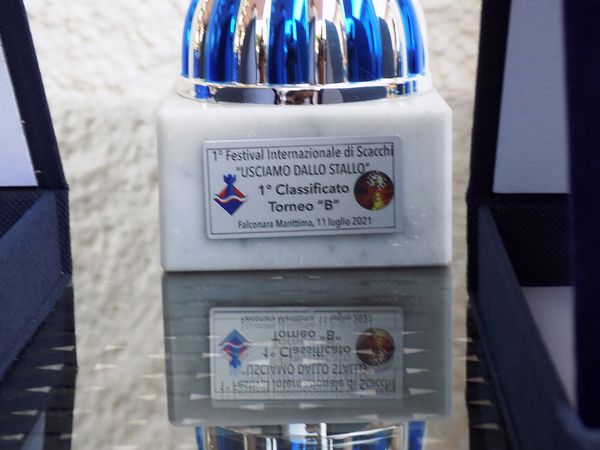 1° Festival Internazionale di Scacchi
"USCIAMO DALLO STALLO"
1° Classificato
Torneo "B"
Falconara Marittima, 11 luglio 2021